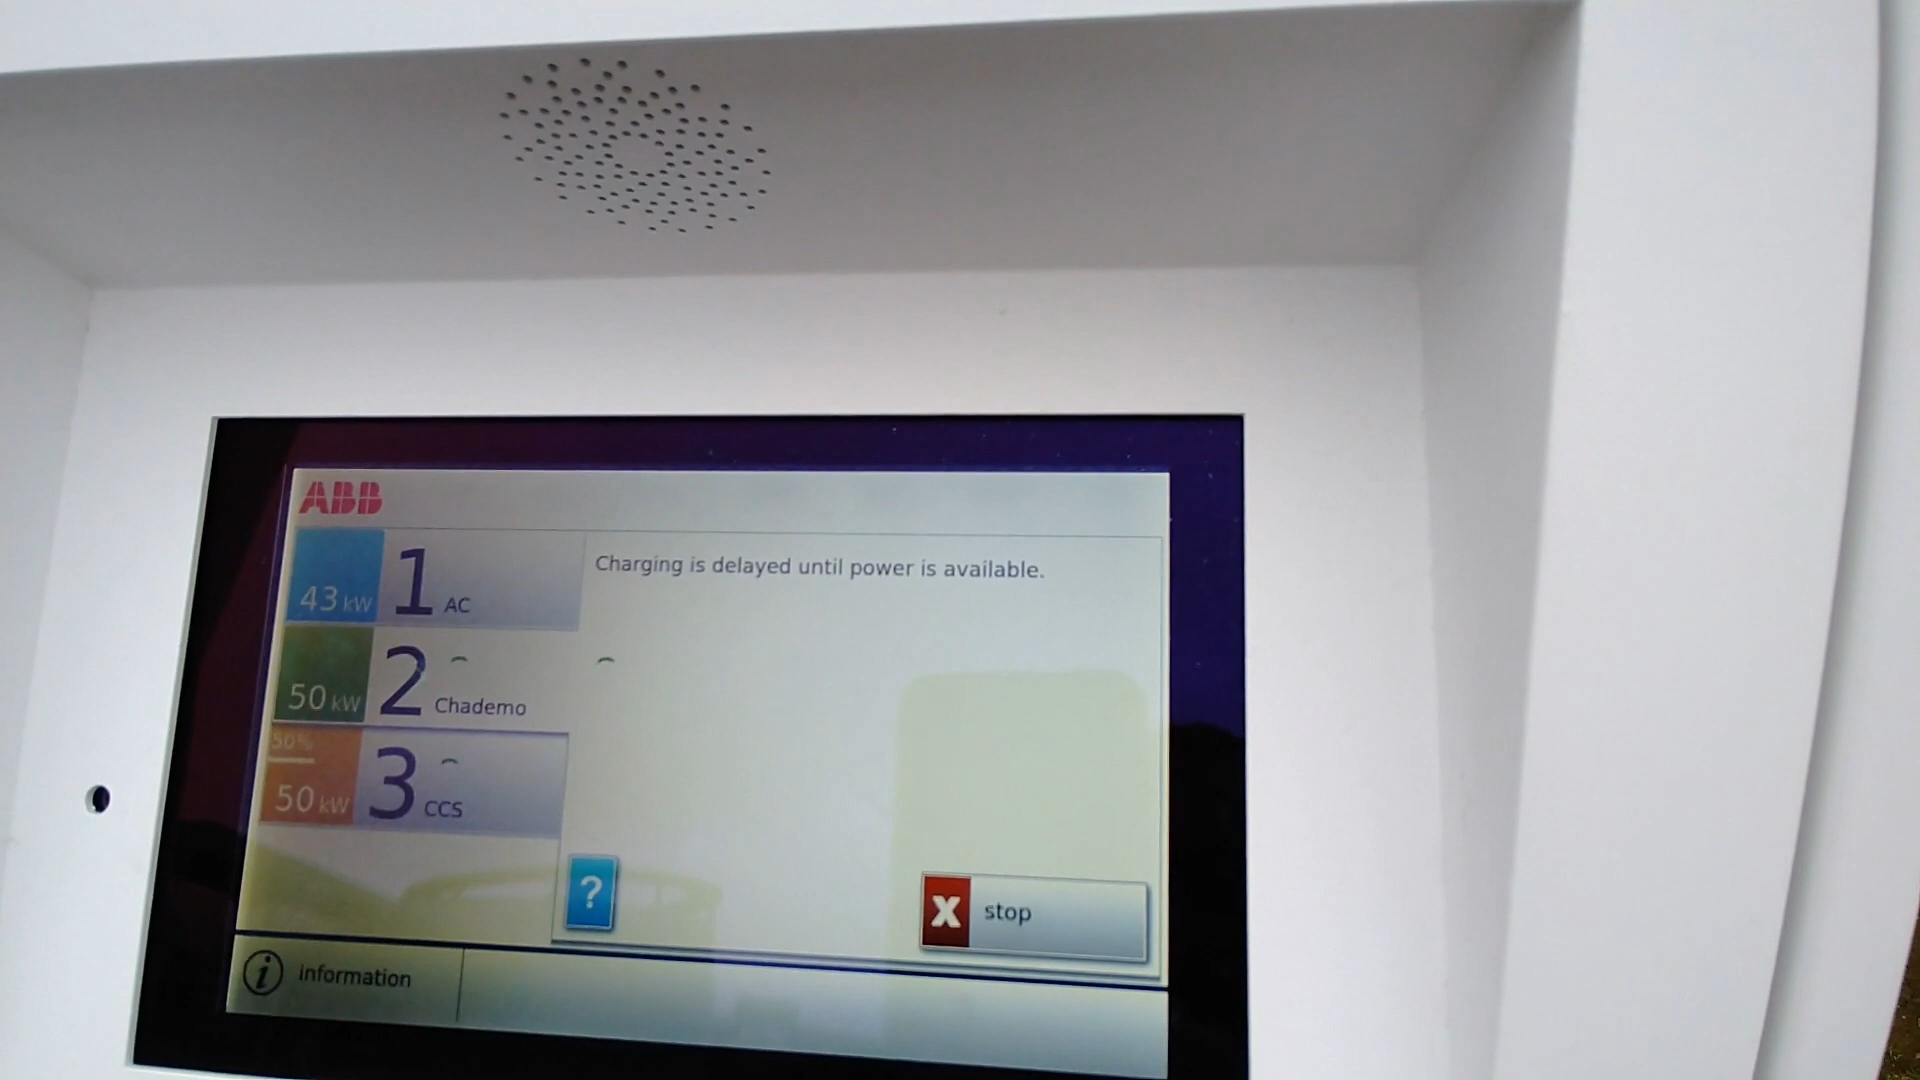 ABB
43 kW 1 AC
Charging is delayed until power is available.
50 kW 2 Chademo
50%
50 kW 3 CCS
?
X stop
i information